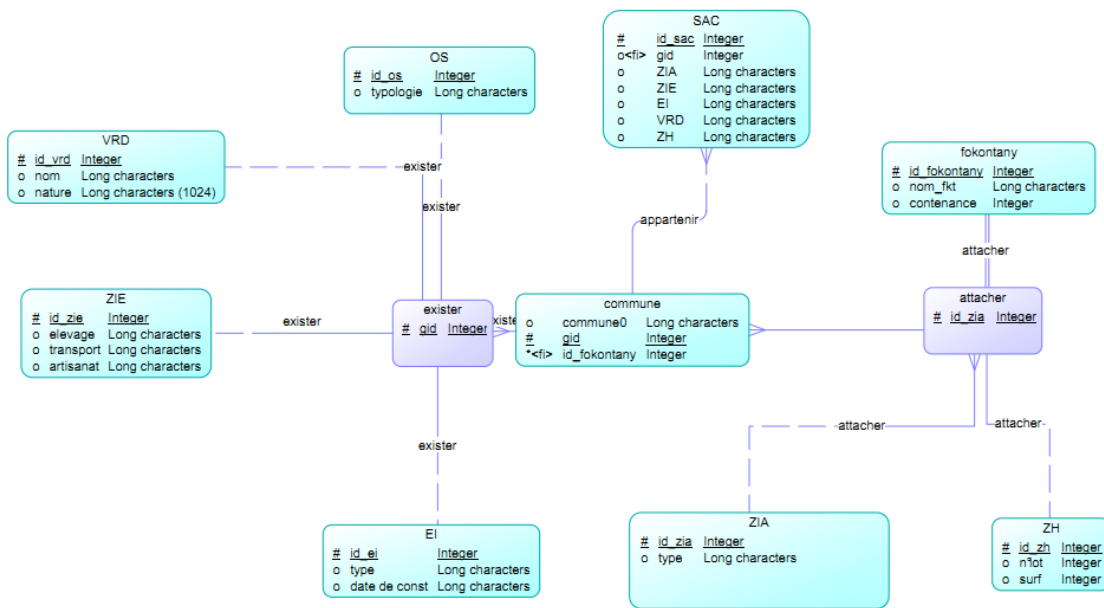 SAC
# id_sac Integer
o<fi> gid Integer
o ZIA Long characters
o ZIE Long characters
o EI Long characters
o VRD Long characters
o ZH Long characters
OS
# id_os Integer
o typologie Long characters
VRD
# id_vrd Integer
o nom Long characters
o nature Long characters (1024)
exister
exister
fokontany
# id_fokontany Integer
o nom_fkt Long characters
o contenance Integer
appartenir
attacher
ZIE
# id_zie Integer
o elevage Long characters
o transport Long characters
o artisanat Long characters
exister
exister
# gid Integer
existe
commune
o commune0 Long characters
# gid Integer
*<fi> id_fokontany Integer
attacher
# id_zia Integer
exister
attacher
attacher
EI
# id_ei Integer
o type Long characters
o date de const Long characters
ZIA
# id_zia Integer
o type Long characters
ZH
# id_zh Integer
o Integer
o surf Integer